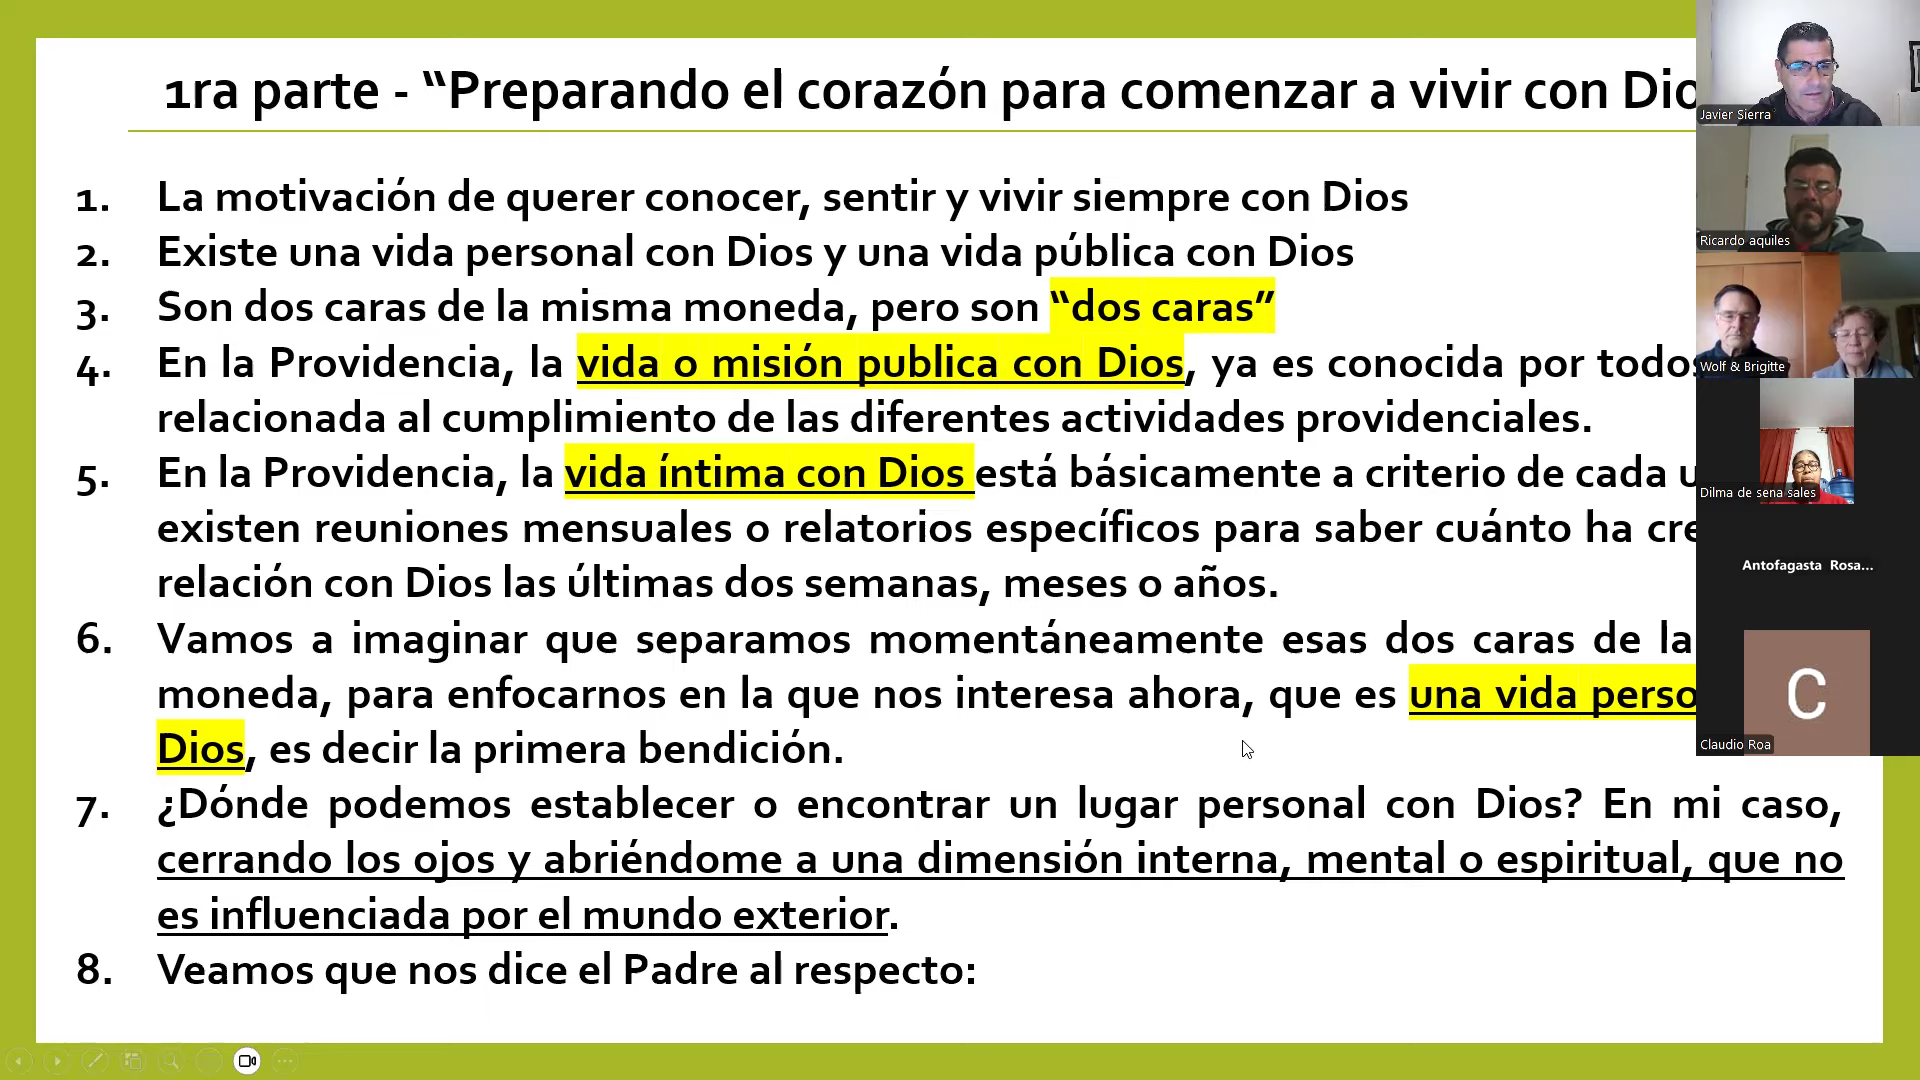 1ra parte - “Preparando el corazón para comenzar a vivir con Dio
1. La motivación de querer conocer, sentir y vivir siempre con Dios
2. Existe una vida personal con Dios y una vida pública con Dios
3. Son dos caras de la misma moneda, pero son “dos caras”
4. En la Providencia, la vida o misión publica con Dios, ya es conocida por todos
relacionada al cumplimiento de las diferentes actividades providenciales.
5. En la Providencia, la vida íntima con Dios está básicamente a criterio de cada u
existen reuniones mensuales o relatorios específicos para saber cuánto ha cre
relación con Dios las últimas dos semanas, meses o años.
6. Vamos a imaginar que separamos momentáneamente esas dos caras de la
moneda, para enfocarnos en la que nos interesa ahora, que es una vida perso
Dios, es decir la primera bendición.
7. ¿Dónde podemos establecer o encontrar un lugar personal con Dios? En mi caso,
cerrando los ojos y abriéndome a una dimensión interna, mental o espiritual, que no
es influenciada por el mundo exterior.
8. Veamos que nos dice el Padre al respecto:
Javier Sierra
Ricardo aquiles
Wolf & Brigitte
Dilma de sena sales
Antofagasta Rosa...
C
Claudio Roa